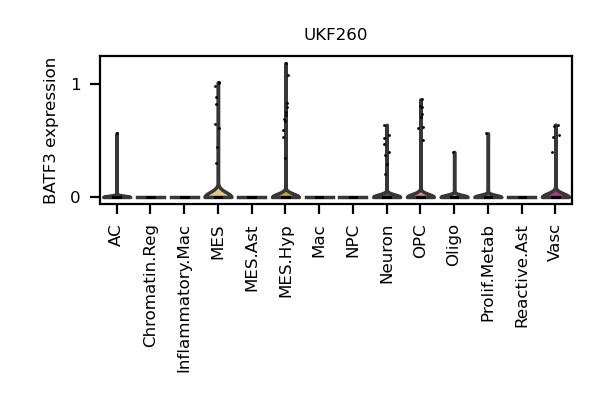 UKF260
BATF3 expression
1
0
AC
Chromatin.Reg
Inflammatory.Mac
MES
MES.Ast
MES.Hyp
Mac
NPC
Neuron
OPC
Oligo
Prolif.Metab
Reactive.Ast
Vasc